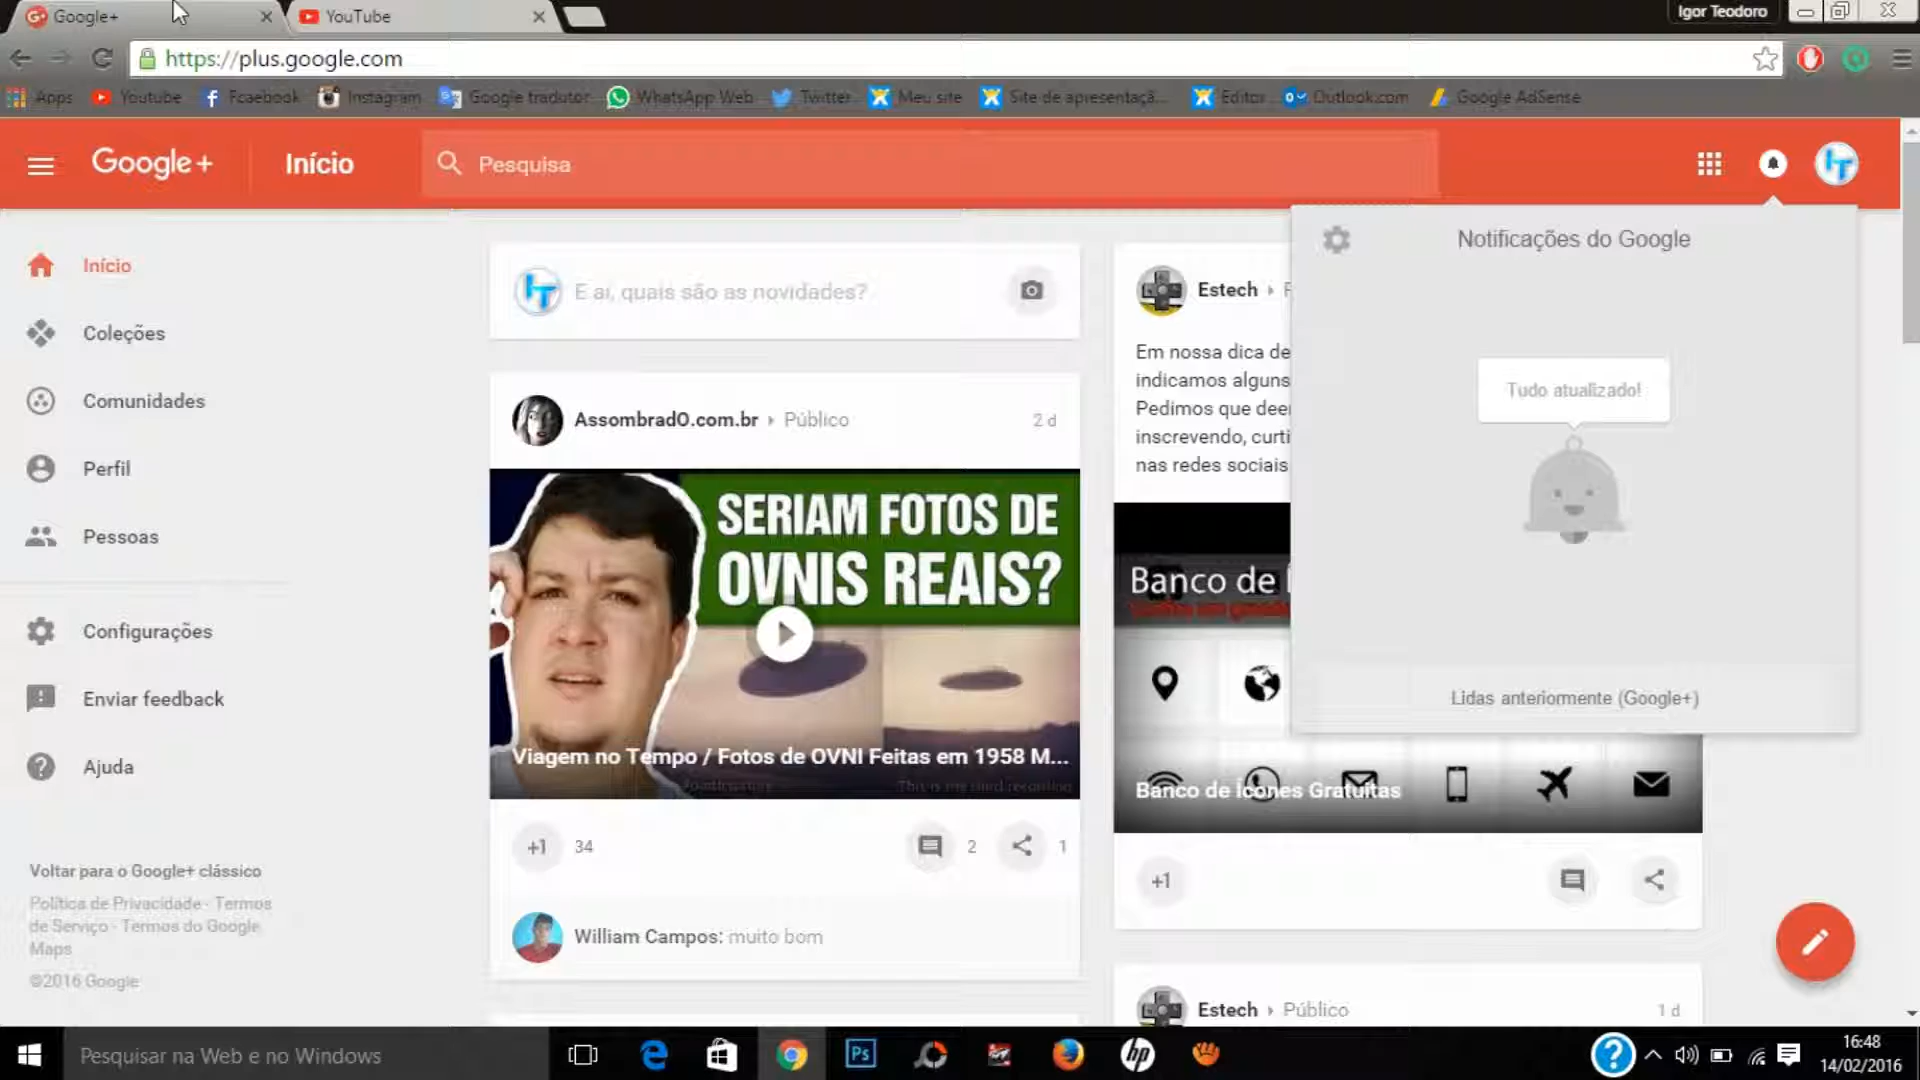 Google+
YouTube
Igor Teodoro
https://plus.google.com
Apps
Youtube
Fcaebook
Instagram
Google tradutor
WhatsApp Web
Twitter
Meu site
Site de apresentaçã...
Editor
Outlook.com
Google AdSense
Google+
Início
Pesquisa
Início
Coleções
Comunidades
Perfil
Pessoas
Configurações
Enviar feedback
Ajuda
Voltar para o Google+ clássico
Política de Privacidade - Termos
de Serviço - Termos do Google
Maps
©2016 Google
E aí, quais são as novidades?
AssombradO.com.br
Público
2 d
SERIAM FOTOS DE
OVNIS REAIS?
Viagem no Tempo / Fotos de OVNI Feitas em 1958 M...
+1
34
2
1
William Campos: muito bom
Estech
Em nossa dica de
indicamos alguns
Pedimos que deer
inscrevendo, curti
nas redes sociais
Banco de
Banco de Ícones Gratuitas
+1
Estech
Público
1 d
Notificações do Google
Tudo atualizado!
Lidas anteriormente (Google+)
Pesquisar na Web e no Windows
Ps
hp
16:48
14/02/2016